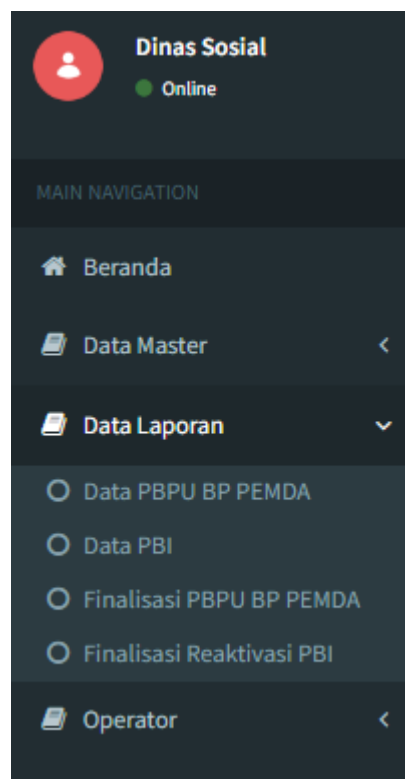 Dinas Sosial
Online
MAIN NAVIGATION
Beranda
Data Master
Data Laporan
Data PBPU BP PEMDA
Data PBI
Finalisasi PBPU BP PEMDA
Finalisasi Reaktivasi PBI
Operator